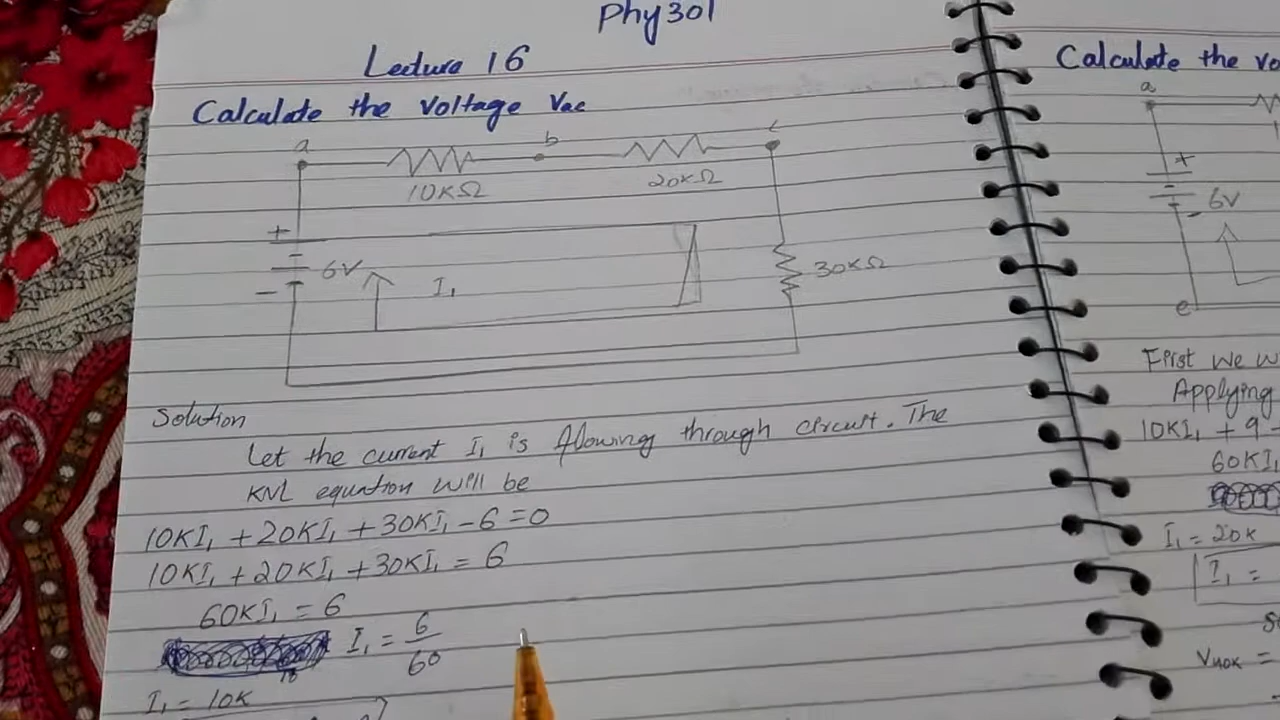 Phy301
Lecture 16
Calculate the voltage Vac
a
b
c
10KΩ
20KΩ
+
6V
-
I₁
30KΩ
Solution
Let the current I₁ is flowing through circuit. The
KVL equation will be
10KI₁ + 20KI₁ + 30KI₁ - 6 = 0
10KI₁ + 20KI₁ + 30KI₁ = 6
60KI₁ = 6
I₁ = 6/60
I₁ = 10K
Calculate the vo
a
+
6V
-
e
First we w
Applying
10KI₁ + 9 -
60KI₁
I₁ = 20K
I₁ =
S
V₄₀ₖ =